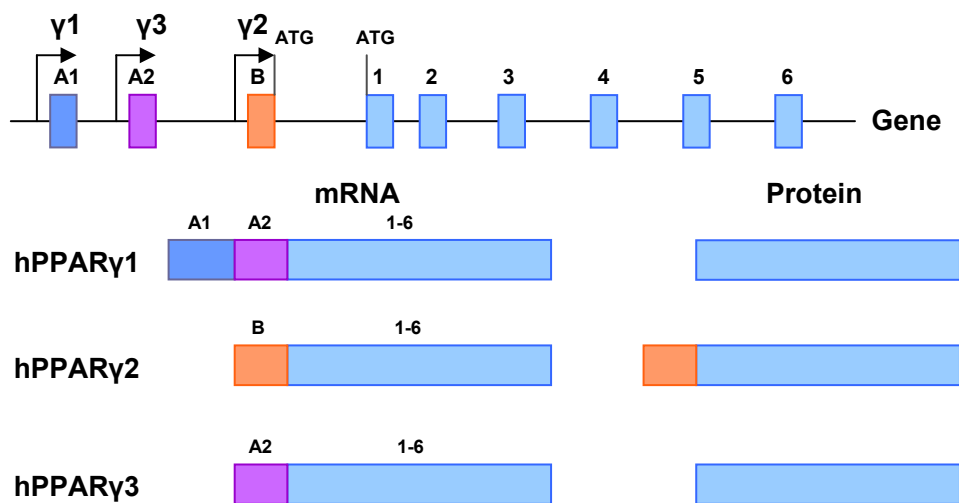 γ1 γ3 γ2 ATG ATG
A1 A2 B 1 2 3 4 5 6
Gene
mRNA Protein
A1 A2 1-6
hPPARγ1
B 1-6
hPPARγ2
A2 1-6
hPPARγ3